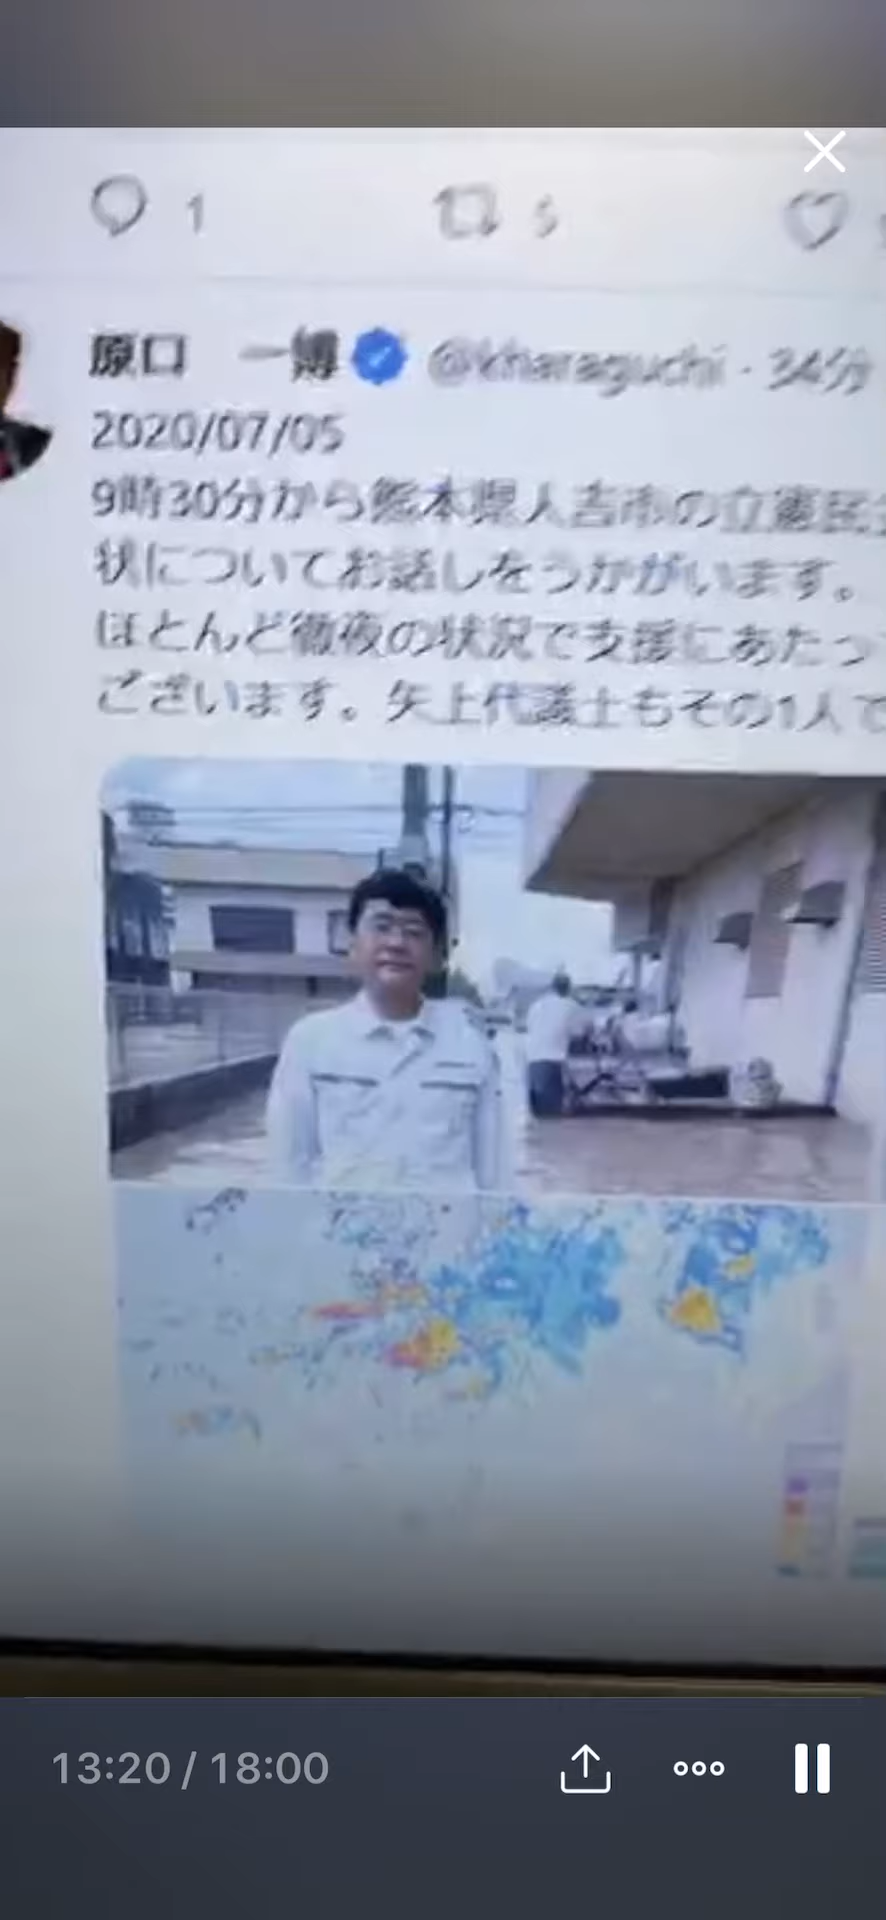 1 5
原口 一博 @kharaguchi · 34分
2020/07/05
9時30分から熊本県人吉市の立憲民
状についてお話しをうかがいます。
ほとんど徹夜の状況で支援にあたっ
ございます。矢上代議士もその1人で
13:20 / 18:00